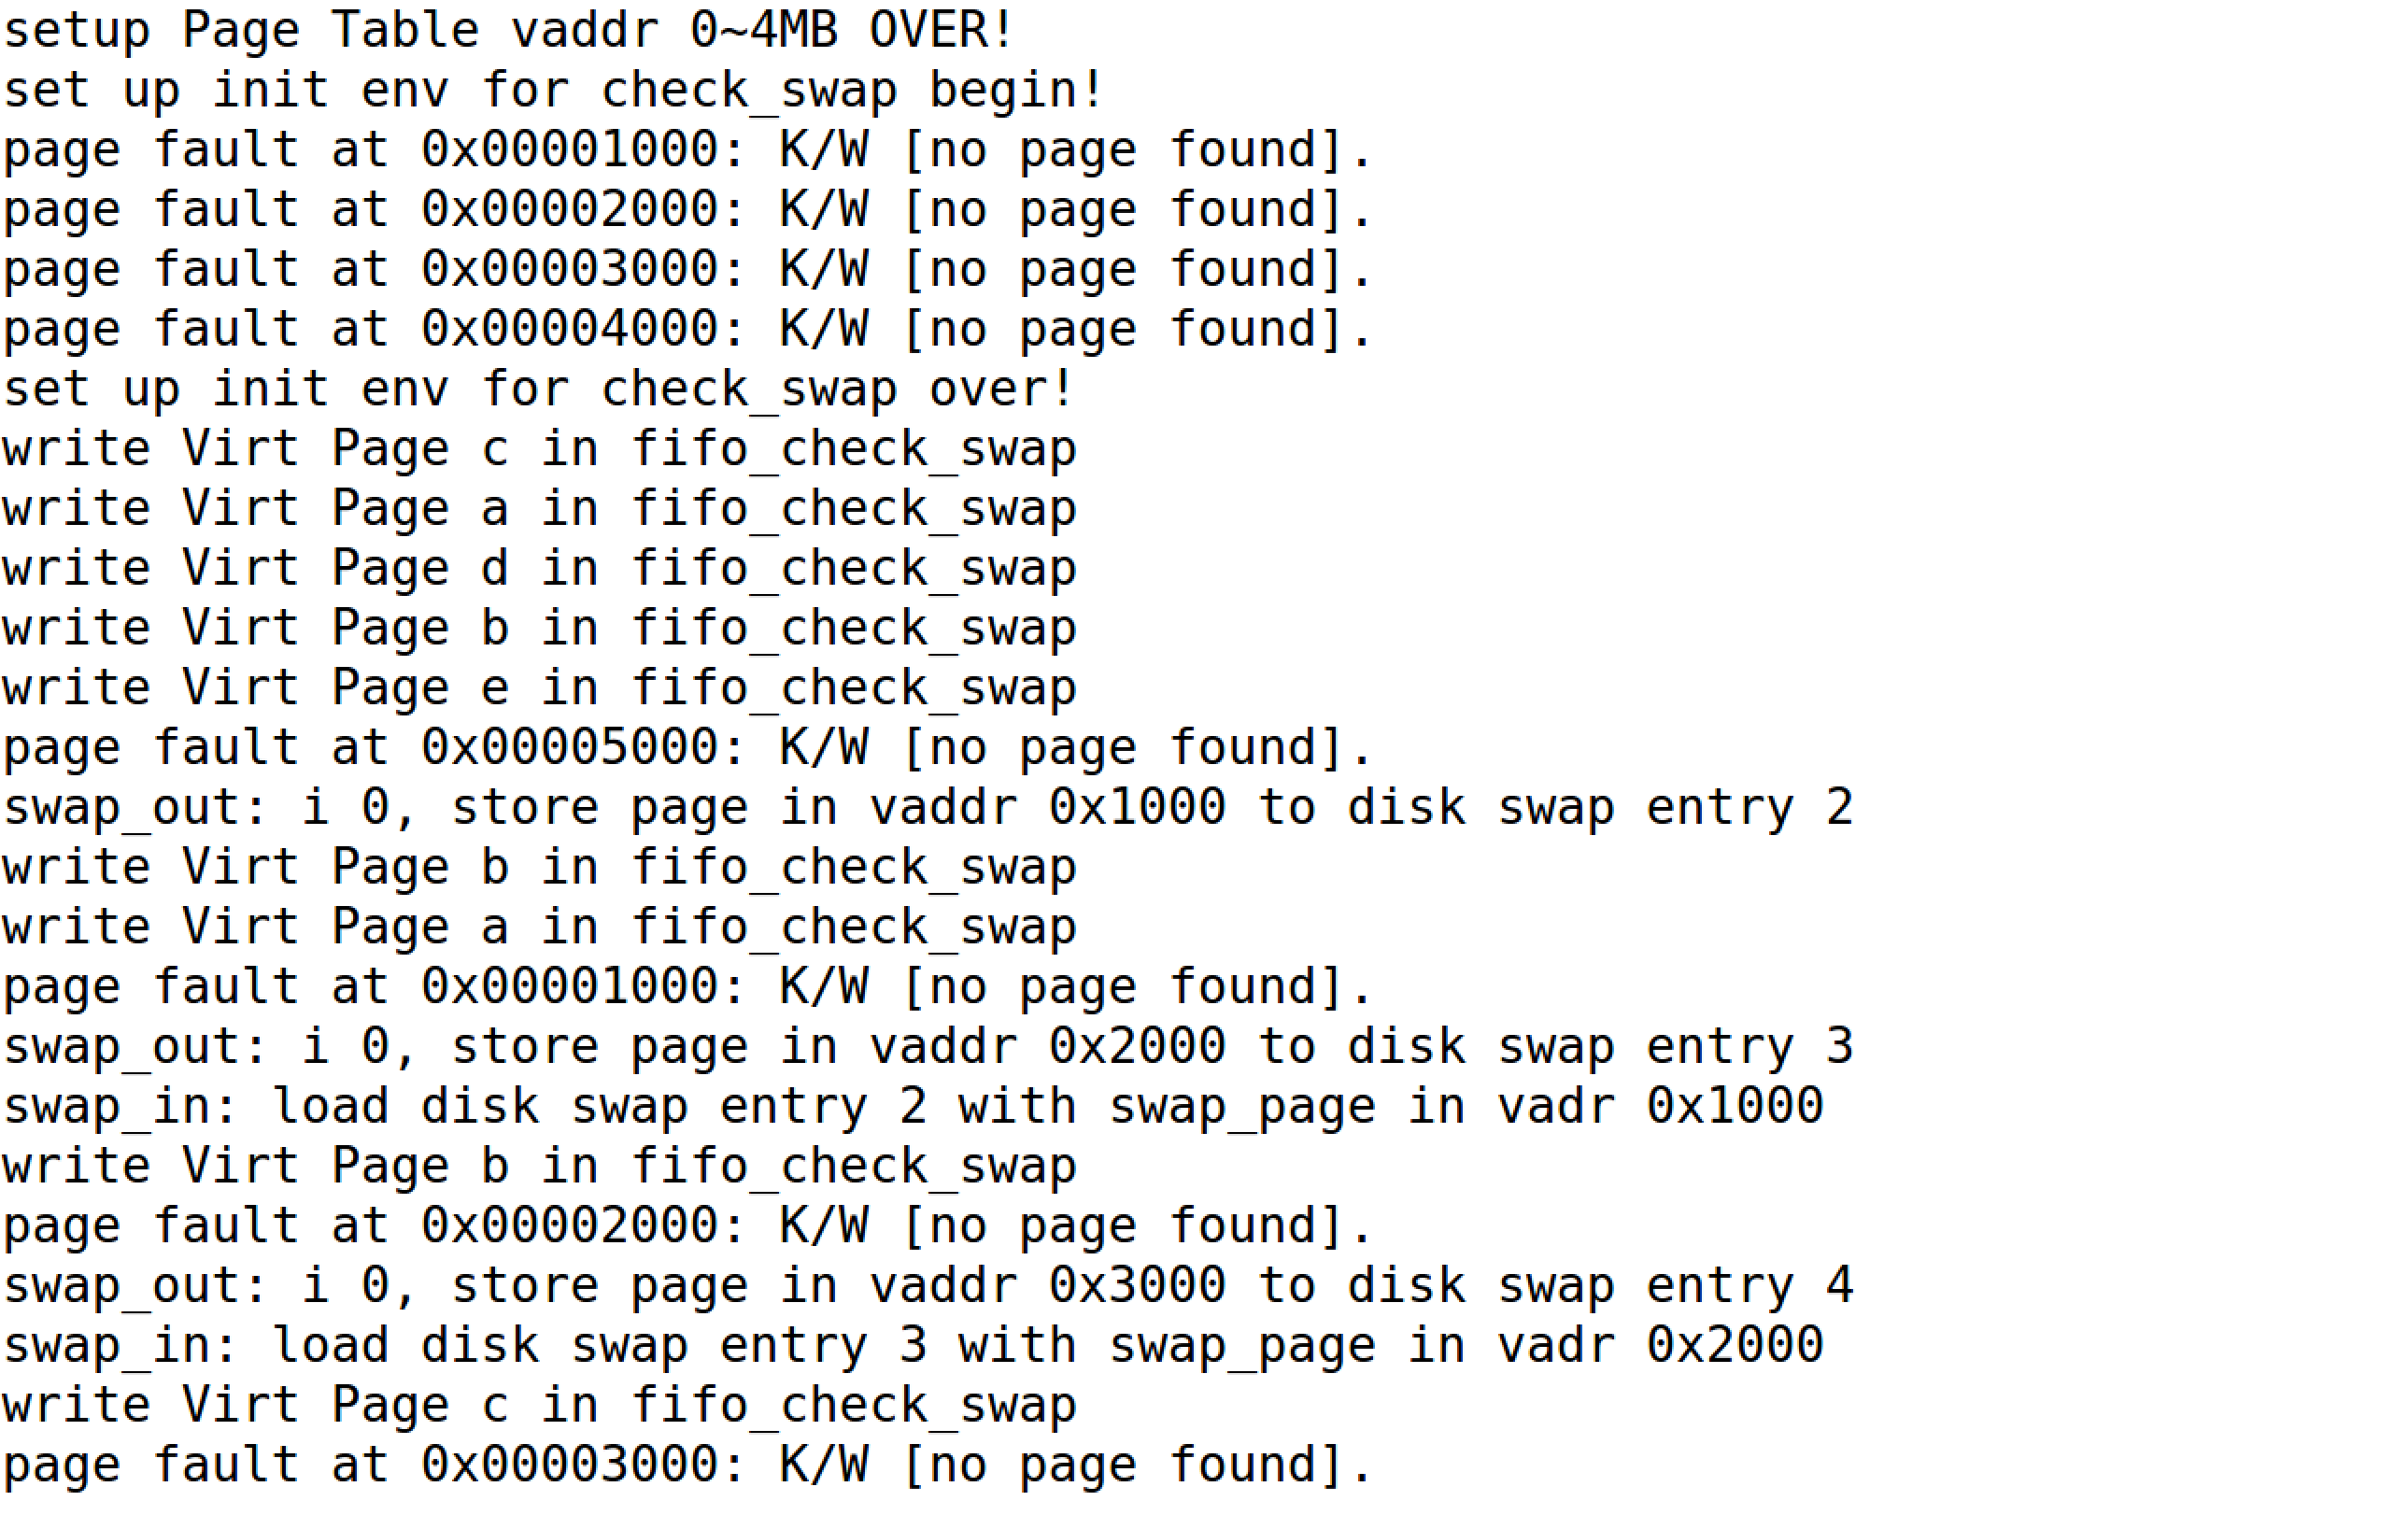 setup Page Table vaddr 0~4MB OVER!
set up init env for check_swap begin!
page fault at 0x00001000: K/W [no page found].
page fault at 0x00002000: K/W [no page found].
page fault at 0x00003000: K/W [no page found].
page fault at 0x00004000: K/W [no page found].
set up init env for check_swap over!
write Virt Page c in fifo_check_swap
write Virt Page a in fifo_check_swap
write Virt Page d in fifo_check_swap
write Virt Page b in fifo_check_swap
write Virt Page e in fifo_check_swap
page fault at 0x00005000: K/W [no page found].
swap_out: i 0, store page in vaddr 0x1000 to disk swap entry 2
write Virt Page b in fifo_check_swap
write Virt Page a in fifo_check_swap
page fault at 0x00001000: K/W [no page found].
swap_out: i 0, store page in vaddr 0x2000 to disk swap entry 3
swap_in: load disk swap entry 2 with swap_page in vadr 0x1000
write Virt Page b in fifo_check_swap
page fault at 0x00002000: K/W [no page found].
swap_out: i 0, store page in vaddr 0x3000 to disk swap entry 4
swap_in: load disk swap entry 3 with swap_page in vadr 0x2000
write Virt Page c in fifo_check_swap
page fault at 0x00003000: K/W [no page found].